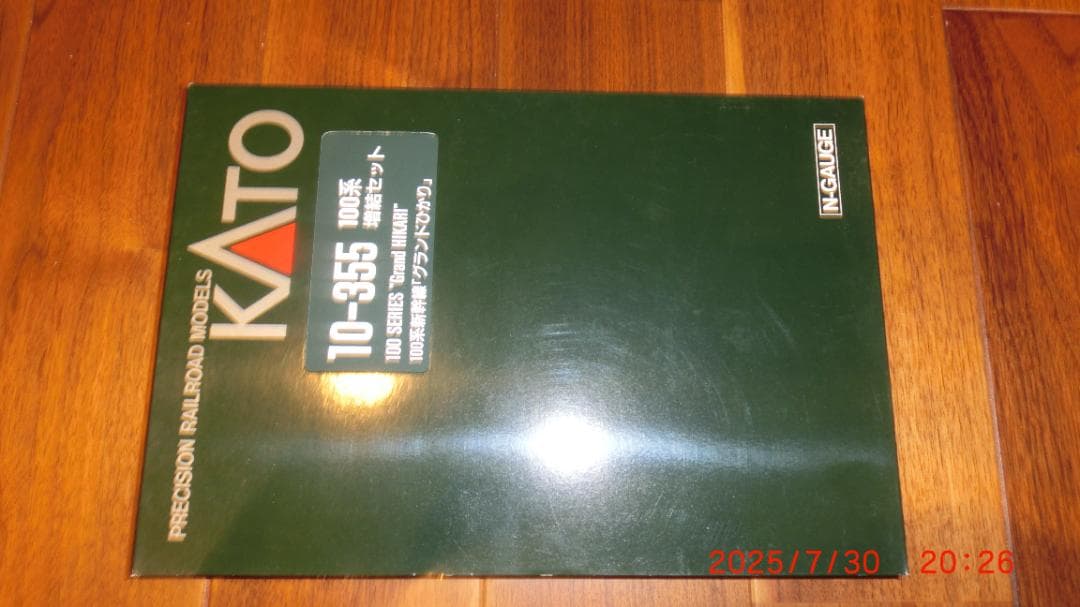 PRECISION RAILROAD MODELS
KATO
10-355 100系 増結セット
100 SERIES "Grand HIKARI"
100系新幹線「グランドひかり」
N-GAUGE
2025/7/30 20:26